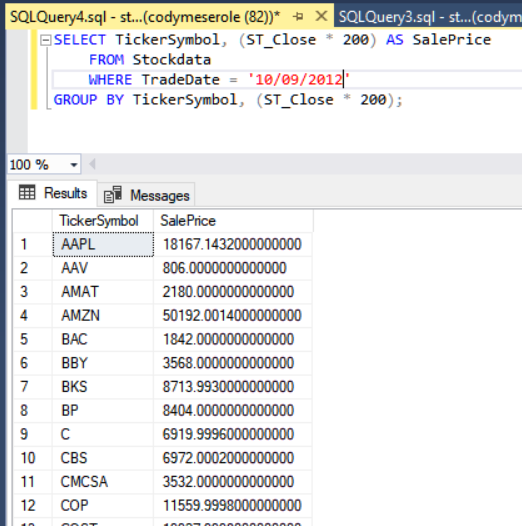 SQLQuery4.sql - st...(codymeserole (82))* SQLQuery3.sql - st...(codym
SELECT TickerSymbol, (ST_Close * 200) AS SalePrice
FROM Stockdata
WHERE TradeDate = '10/09/2012'
GROUP BY TickerSymbol, (ST_Close * 200);
100 %
Results Messages
TickerSymbol SalePrice
1 AAPL 18167.1432000000000
2 AAV 806.0000000000000
3 AMAT 2180.0000000000000
4 AMZN 50192.0014000000000
5 BAC 1842.0000000000000
6 BBY 3568.0000000000000
7 BKS 8713.9930000000000
8 BP 8404.0000000000000
9 C 6919.9996000000000
10 CBS 6972.0002000000000
11 CMCSA 3532.0000000000000
12 COP 11559.9998000000000